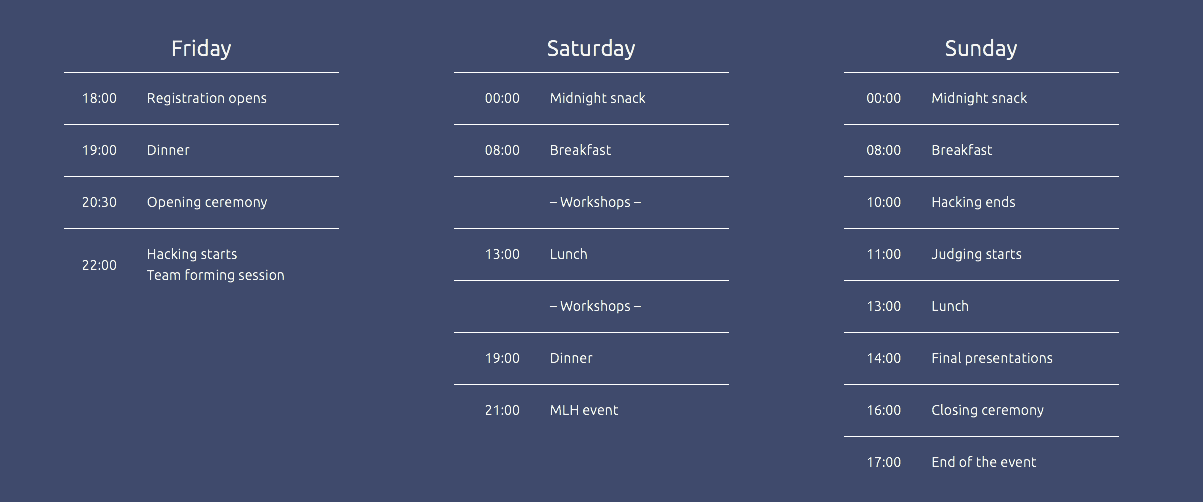 Friday
18:00 Registration opens
19:00 Dinner
20:30 Opening ceremony
22:00 Hacking starts
Team forming session
Saturday
00:00 Midnight snack
08:00 Breakfast
– Workshops –
13:00 Lunch
– Workshops –
19:00 Dinner
21:00 MLH event
Sunday
00:00 Midnight snack
08:00 Breakfast
10:00 Hacking ends
11:00 Judging starts
13:00 Lunch
14:00 Final presentations
16:00 Closing ceremony
17:00 End of the event